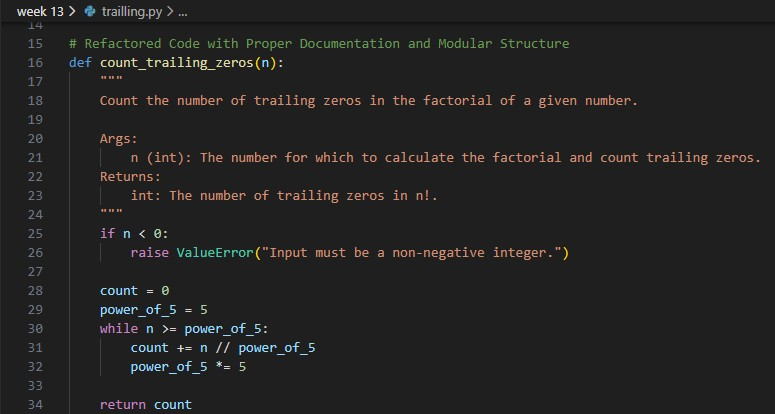 week 13 > trailling.py > ...
14
15 # Refactored Code with Proper Documentation and Modular Structure
16 def count_trailing_zeros(n):
17     """
18     Count the number of trailing zeros in the factorial of a given number.
19
20     Args:
21         n (int): The number for which to calculate the factorial and count trailing zeros.
22     Returns:
23         int: The number of trailing zeros in n!.
24     """
25     if n < 0:
26         raise ValueError("Input must be a non-negative integer.")
27
28     count = 0
29     power_of_5 = 5
30     while n >= power_of_5:
31         count += n // power_of_5
32         power_of_5 *= 5
33
34     return count